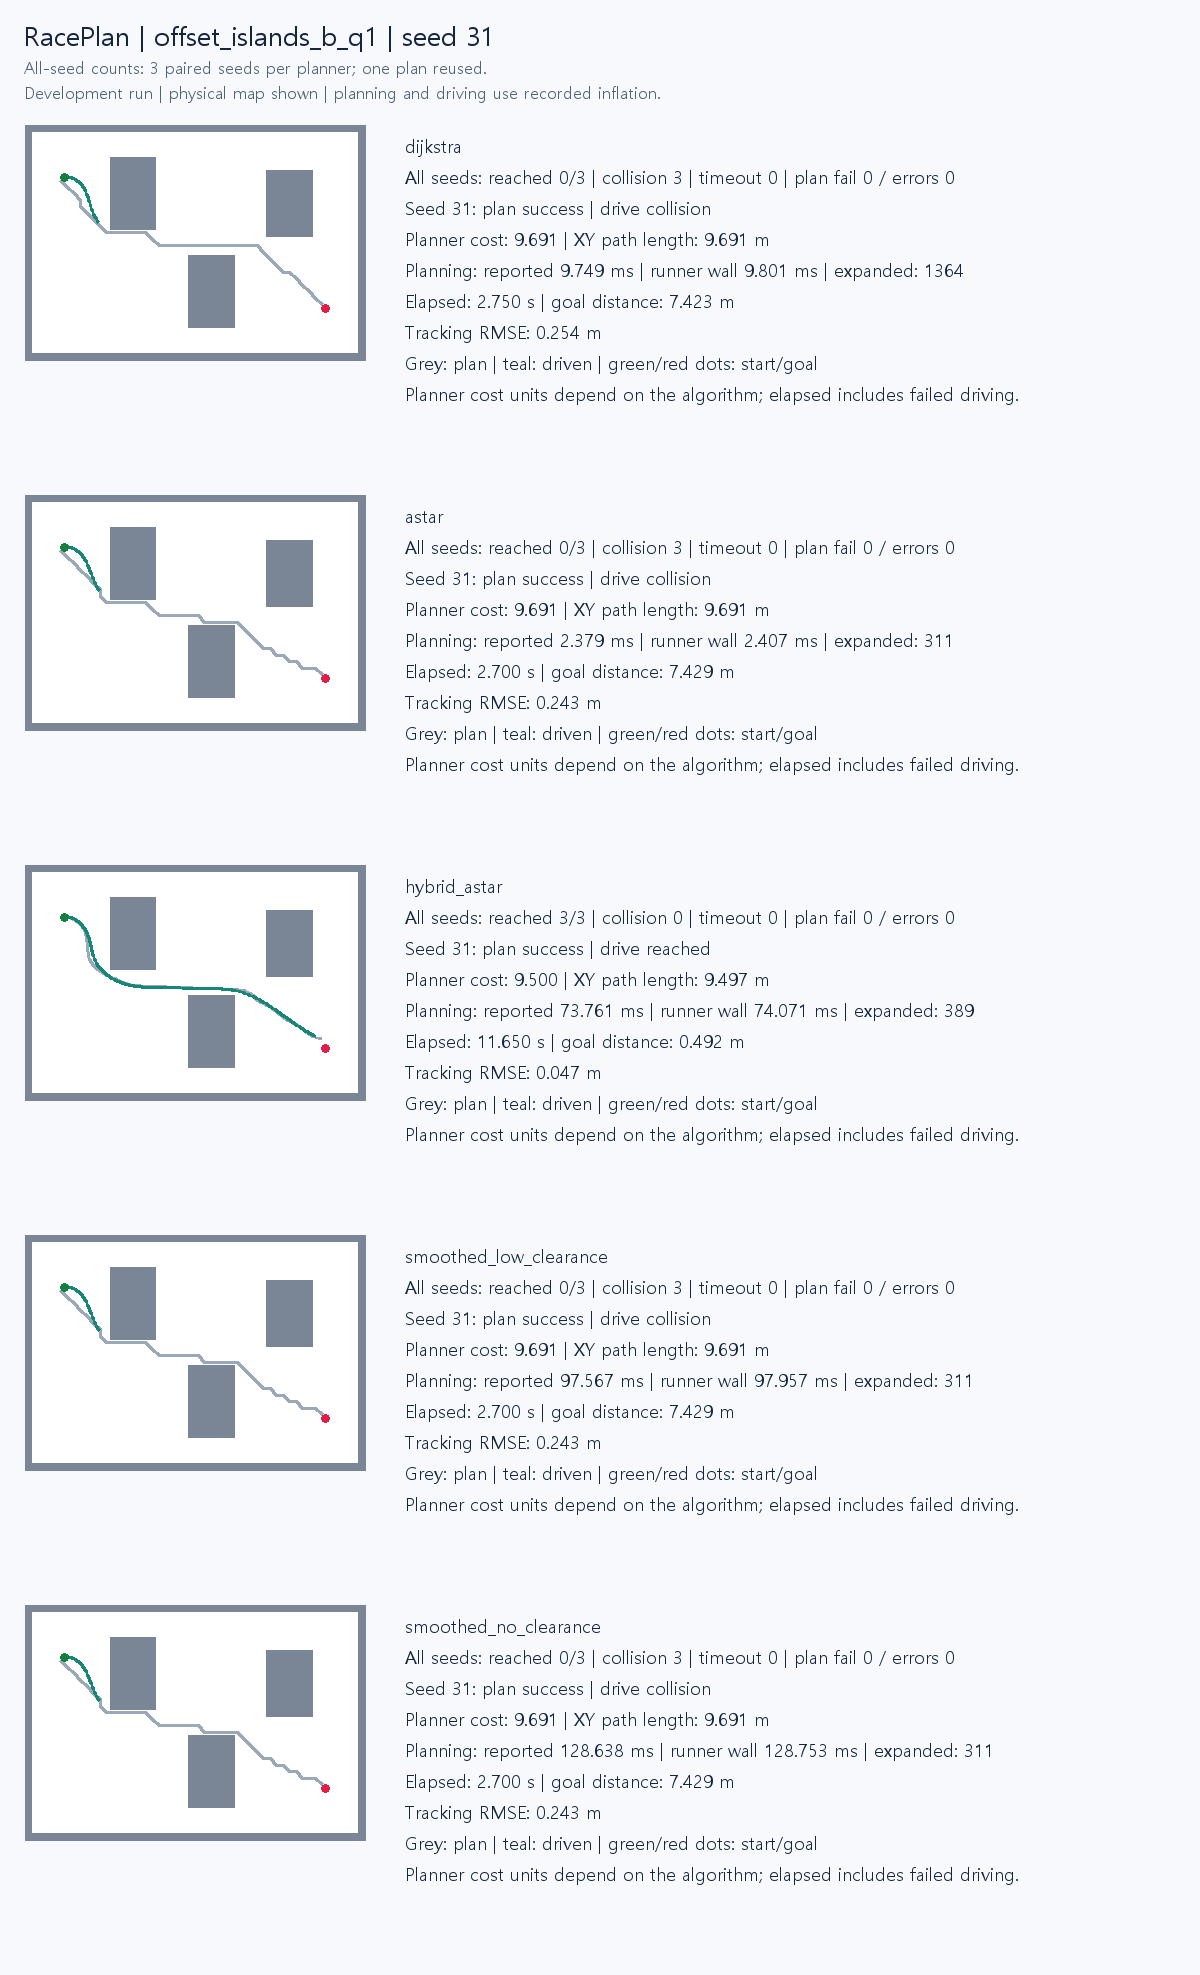 RacePlan | offset_islands_b_q1 | seed 31
All-seed counts: 3 paired seeds per planner; one plan reused.
Development run | physical map shown | planning and driving use recorded inflation.
dijkstra
All seeds: reached 0/3 | collision 3 | timeout 0 | plan fail 0 / errors 0
Seed 31: plan success | drive collision
Planner cost: 9.691 | XY path length: 9.691 m
Planning: reported 9.749 ms | runner wall 9.801 ms | expanded: 1364
Elapsed: 2.750 s | goal distance: 7.423 m
Tracking RMSE: 0.254 m
Grey: plan | teal: driven | green/red dots: start/goal
Planner cost units depend on the algorithm; elapsed includes failed driving.
astar
All seeds: reached 0/3 | collision 3 | timeout 0 | plan fail 0 / errors 0
Seed 31: plan success | drive collision
Planner cost: 9.691 | XY path length: 9.691 m
Planning: reported 2.379 ms | runner wall 2.407 ms | expanded: 311
Elapsed: 2.700 s | goal distance: 7.429 m
Tracking RMSE: 0.243 m
Grey: plan | teal: driven | green/red dots: start/goal
Planner cost units depend on the algorithm; elapsed includes failed driving.
hybrid_astar
All seeds: reached 3/3 | collision 0 | timeout 0 | plan fail 0 / errors 0
Seed 31: plan success | drive reached
Planner cost: 9.500 | XY path length: 9.497 m
Planning: reported 73.761 ms | runner wall 74.071 ms | expanded: 389
Elapsed: 11.650 s | goal distance: 0.492 m
Tracking RMSE: 0.047 m
Grey: plan | teal: driven | green/red dots: start/goal
Planner cost units depend on the algorithm; elapsed includes failed driving.
smoothed_low_clearance
All seeds: reached 0/3 | collision 3 | timeout 0 | plan fail 0 / errors 0
Seed 31: plan success | drive collision
Planner cost: 9.691 | XY path length: 9.691 m
Planning: reported 97.567 ms | runner wall 97.957 ms | expanded: 311
Elapsed: 2.700 s | goal distance: 7.429 m
Tracking RMSE: 0.243 m
Grey: plan | teal: driven | green/red dots: start/goal
Planner cost units depend on the algorithm; elapsed includes failed driving.
smoothed_no_clearance
All seeds: reached 0/3 | collision 3 | timeout 0 | plan fail 0 / errors 0
Seed 31: plan success | drive collision
Planner cost: 9.691 | XY path length: 9.691 m
Planning: reported 128.638 ms | runner wall 128.753 ms | expanded: 311
Elapsed: 2.700 s | goal distance: 7.429 m
Tracking RMSE: 0.243 m
Grey: plan | teal: driven | green/red dots: start/goal
Planner cost units depend on the algorithm; elapsed includes failed driving.